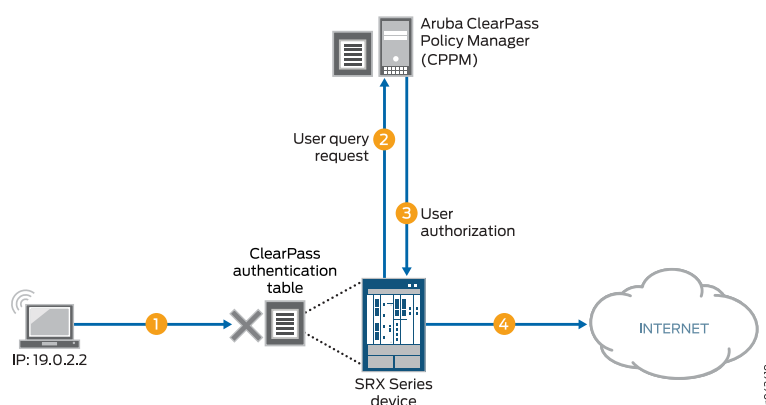 Aruba ClearPass
Policy Manager
(CPPM)
User query
request
2
3
User
authorization
ClearPass
authentication
table
1
4
INTERNET
IP: 19.0.2.2
SRX Series
device